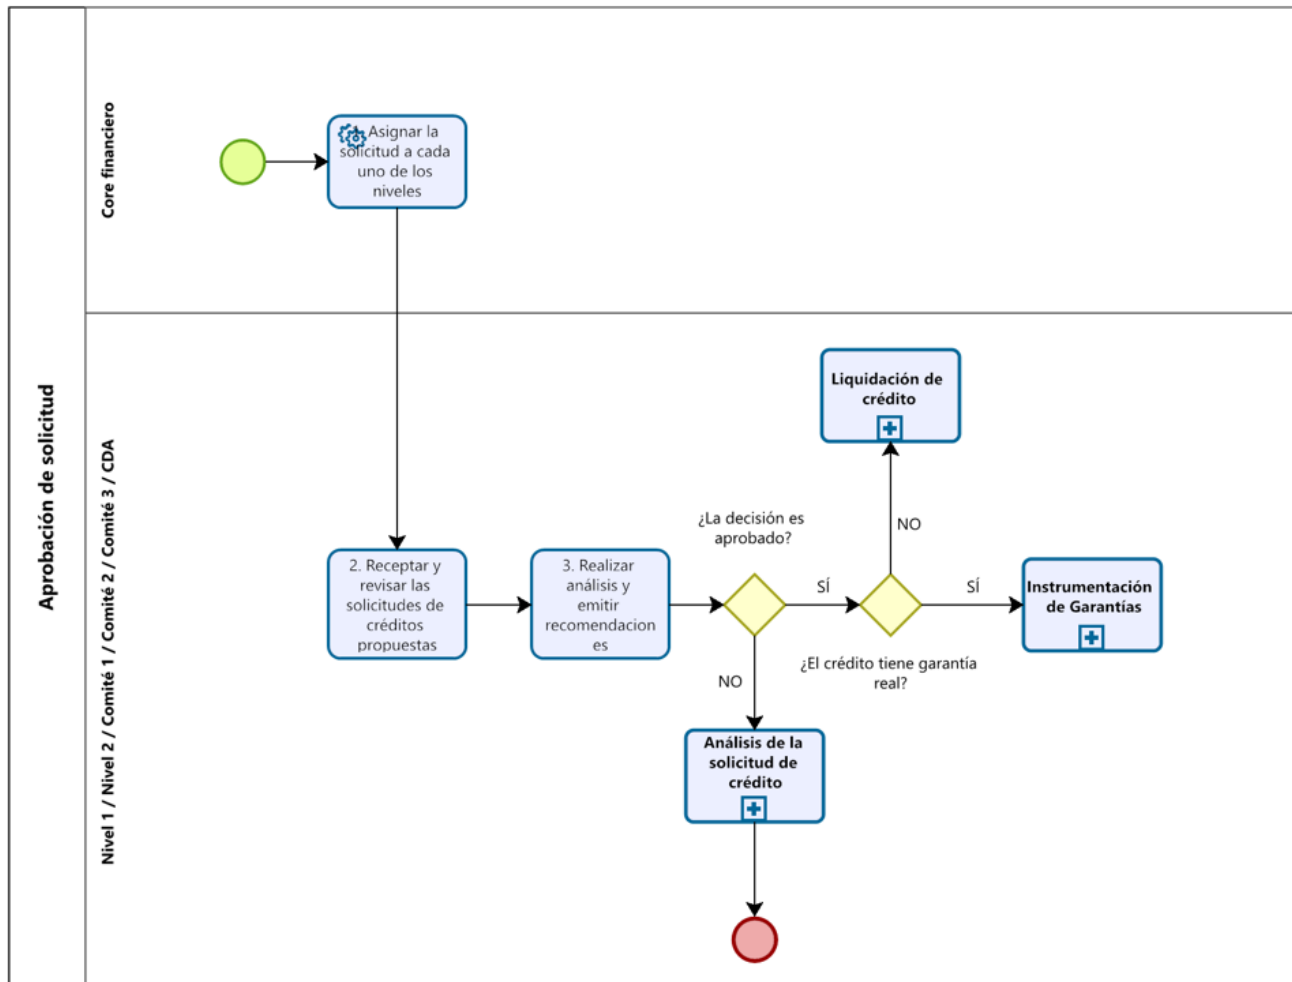 Aprobación de solicitud
Core financiero
Asignar la
solicitud a cada
uno de los
niveles
Nivel 1 / Nivel 2 / Comité 1 / Comité 2 / Comité 3 / CDA
2. Receptar y
revisar las
solicitudes de
créditos
propuestas
3. Realizar
análisis y
emitir
recomendacion
es
¿La decisión es
aprobado?
SÍ
NO
Liquidación de
crédito
NO
SÍ
¿El crédito tiene garantía
real?
Instrumentación
de Garantías
Análisis de la
solicitud de
crédito